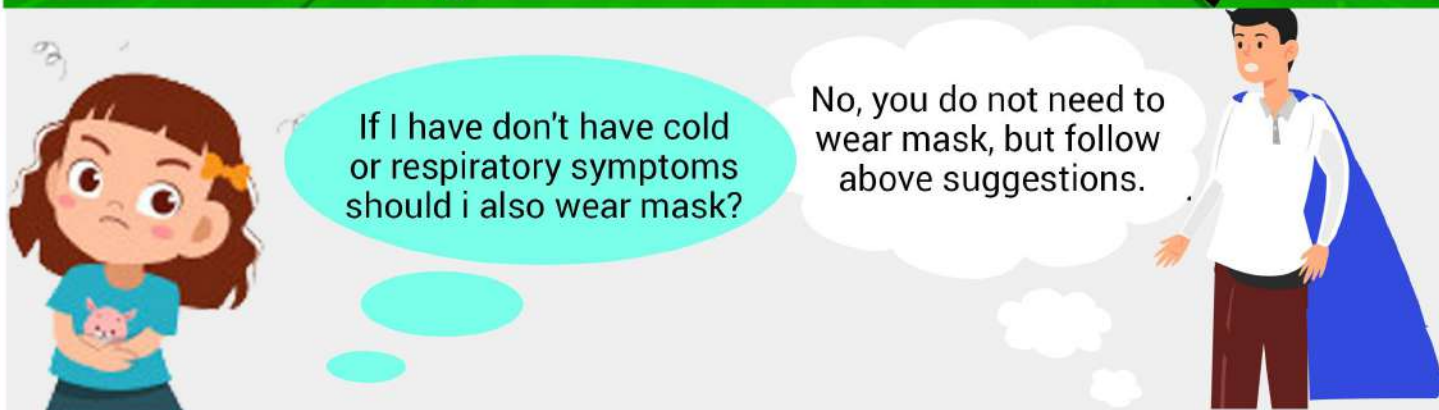 If I have don't have cold
or respiratory symptoms
should i also wear mask?
No, you do not need to
wear mask, but follow
above suggestions.